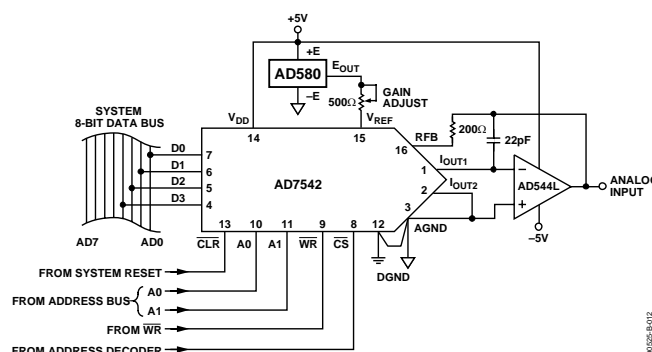 +5V
+E
AD580
EOUT
–E
500Ω
GAIN
ADJUST
SYSTEM
8-BIT DATA BUS
VDD
VREF
14
15
RFB
200Ω
22pF
16
D0
7
D1
6
D2
5
D3
4
AD7542
IOUT1
1
IOUT2
2
3
AGND
–
+
AD544L
ANALOG
INPUT
–5V
AD7
AD0
13
10
11
9
8
12
CLR
A0
A1
WR
CS
DGND
FROM SYSTEM RESET
FROM ADDRESS BUS
A0
A1
FROM WR
FROM ADDRESS DECODER
00525-B-012